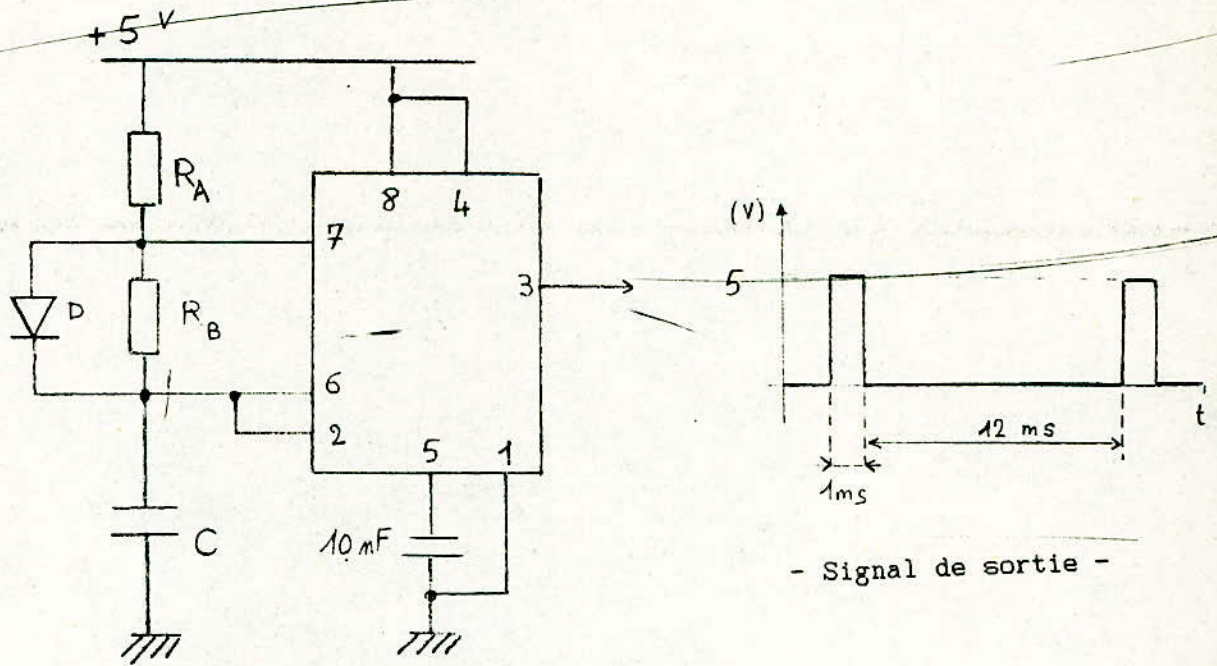 + 5 V
R_A
8 4
7
(V)
D
R_B
3
5
6
2
12 ms
t
5 1
1ms
C
10 nF
- Signal de sortie -